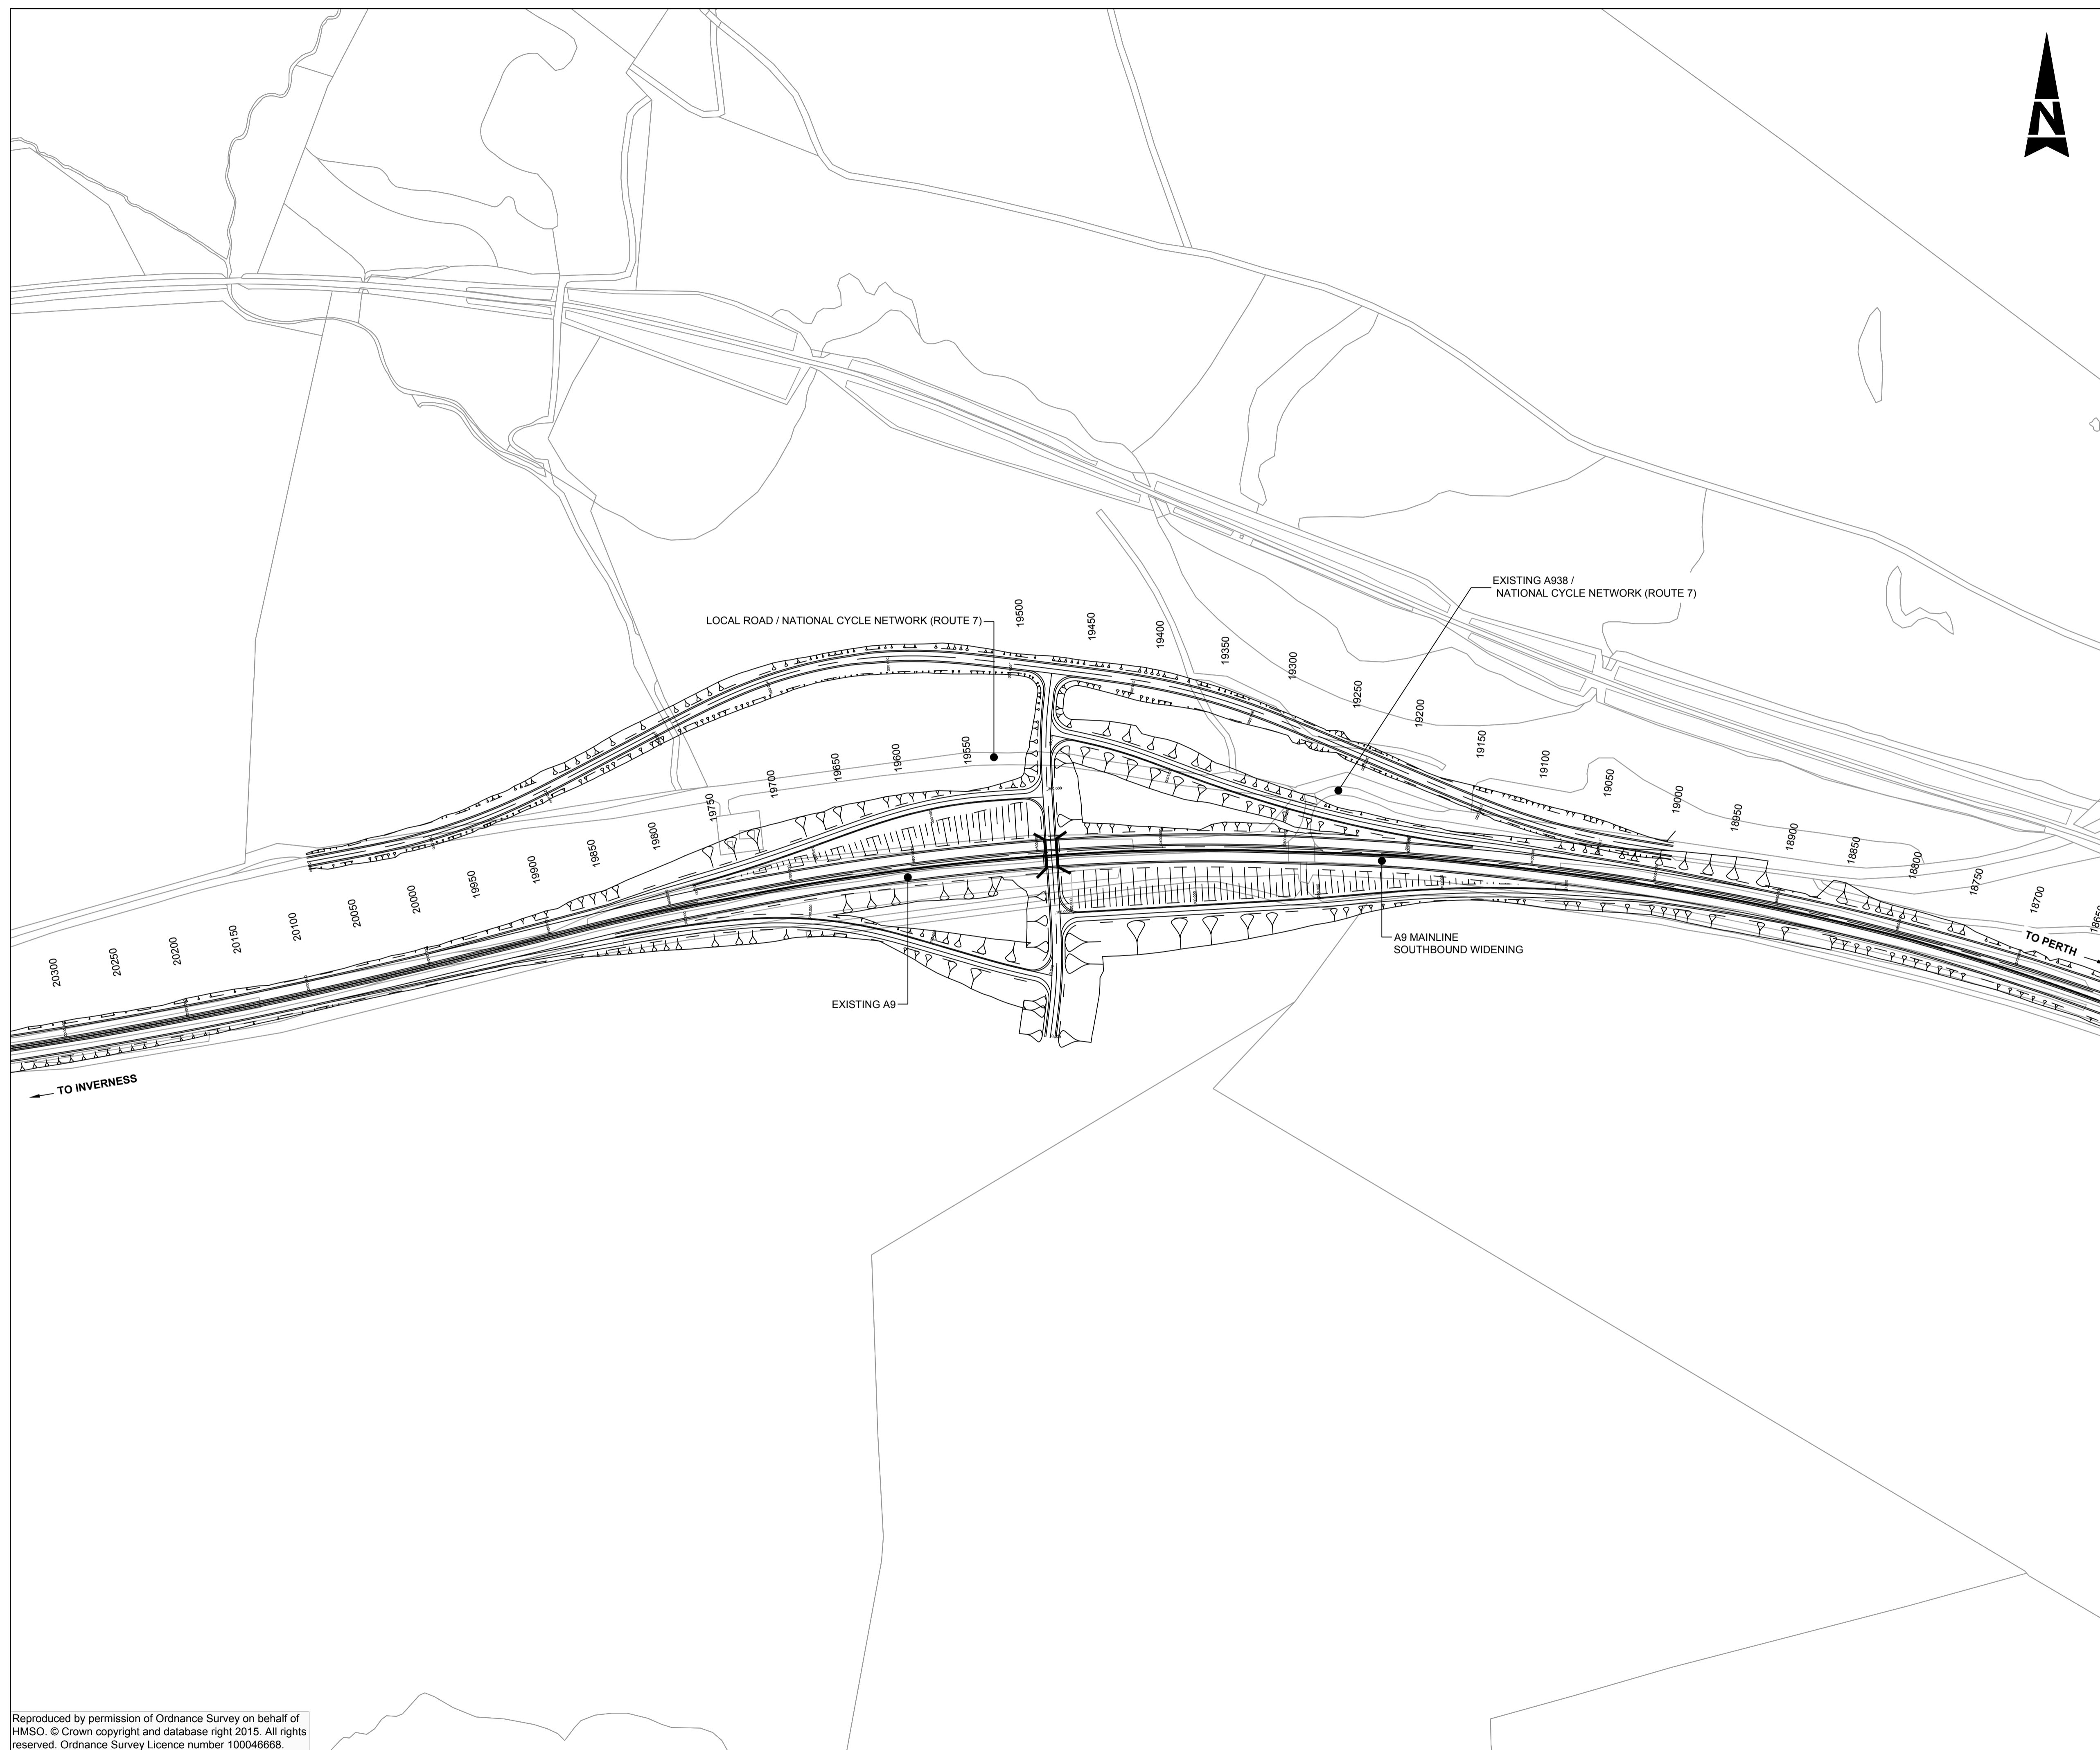 N
EXISTING A938 /
NATIONAL CYCLE NETWORK (ROUTE 7)
LOCAL ROAD / NATIONAL CYCLE NETWORK (ROUTE 7)
19500
19450
19400
19350
19300
19250
19200
19150
19100
19050
19000
18950
18900
18850
18800
18750
18700
19550
19600
19650
19700
19750
19800
19850
19900
19950
20000
20050
20100
20150
20200
20250
20300
TO PERTH
A9 MAINLINE
SOUTHBOUND WIDENING
EXISTING A9
TO INVERNESS
Reproduced by permission of Ordnance Survey on behalf of
HMSO. © Crown copyright and database right 2015. All rights
reserved. Ordnance Survey Licence number 100046668.